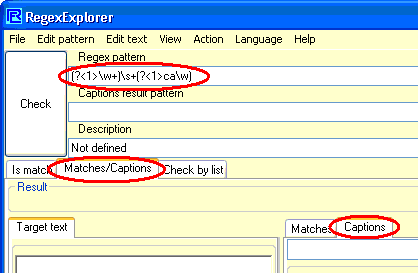 RegexExplorer
File Edit pattern Edit text View Action Language Help
Regex pattern
Check
(?<1>\w+)\s+(?<1>ca\w)
Captions result pattern
Description
Not defined
Is match Matches/Captions Check by list
Result
Target text
Matches Captions